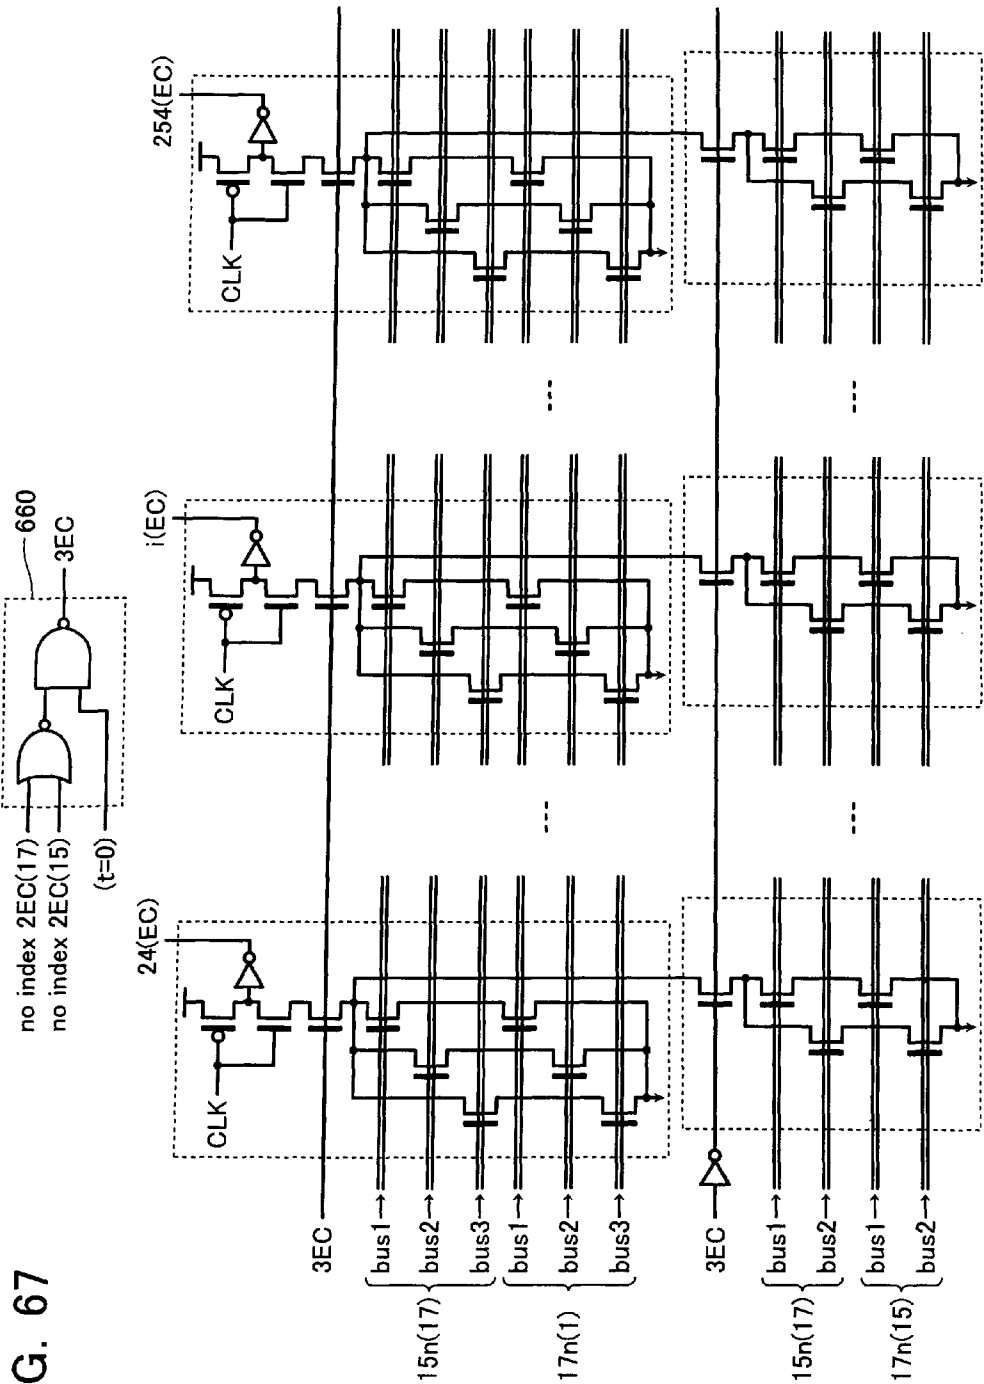 G. 67
no index 2EC(17)
no index 2EC(15)
(t=0)
3EC
660
24(EC)
i(EC)
254(EC)
CLK
CLK
CLK
3EC
15n(17)
bus1
bus2
bus3
17n(1)
bus1
bus2
bus3
3EC
15n(17)
bus1
bus2
17n(15)
bus1
bus2